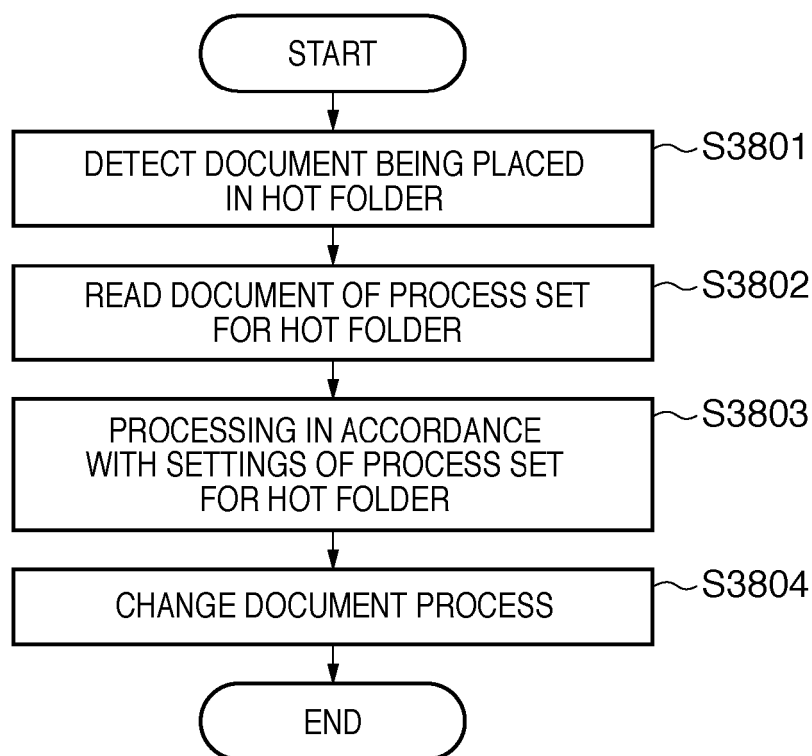 START
DETECT DOCUMENT BEING PLACED
IN HOT FOLDER
S3801
READ DOCUMENT OF PROCESS SET
FOR HOT FOLDER
S3802
PROCESSING IN ACCORDANCE
WITH SETTINGS OF PROCESS SET
FOR HOT FOLDER
S3803
CHANGE DOCUMENT PROCESS
S3804
END